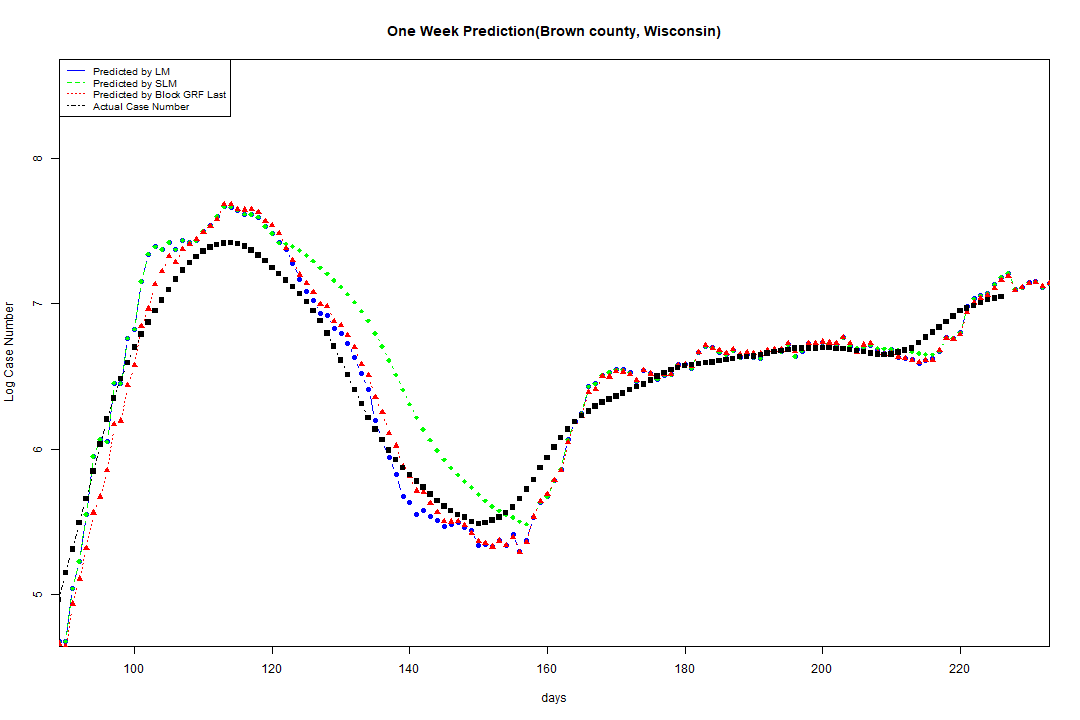 One Week Prediction(Brown county, Wisconsin)
Predicted by LM
Predicted by SLM
Predicted by Block GRF Last
Actual Case Number
Log Case Number
8
7
6
5
100 120 140 160 180 200 220
days